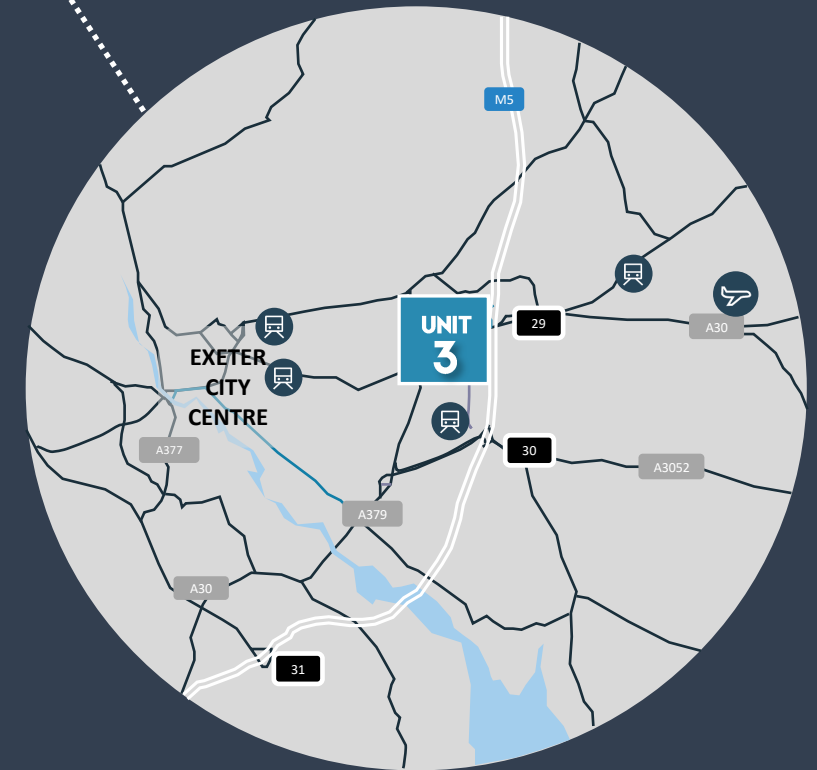 M5
UNIT
3
29
A30
EXETER
CITY
CENTRE
A377
30
A3052
A379
A30
31